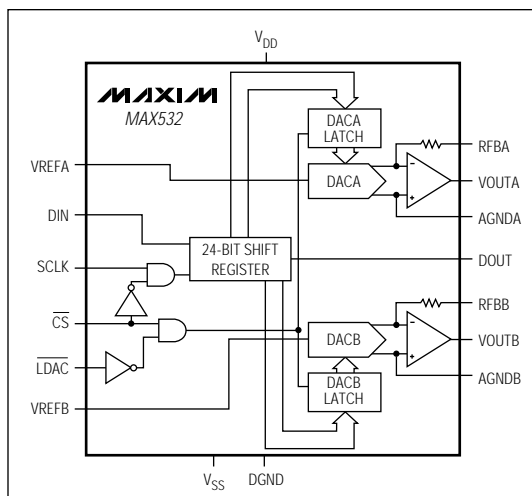 VDD
MAXIM
MAX532
DACA
LATCH
RFBA
VREFA
DACA
VOUTA
DIN
AGNDA
24-BIT SHIFT
REGISTER
DOUT
SCLK
RFBB
CS
DACB
VOUTB
LDAC
DACB
LATCH
AGNDB
VREFB
VSS
DGND